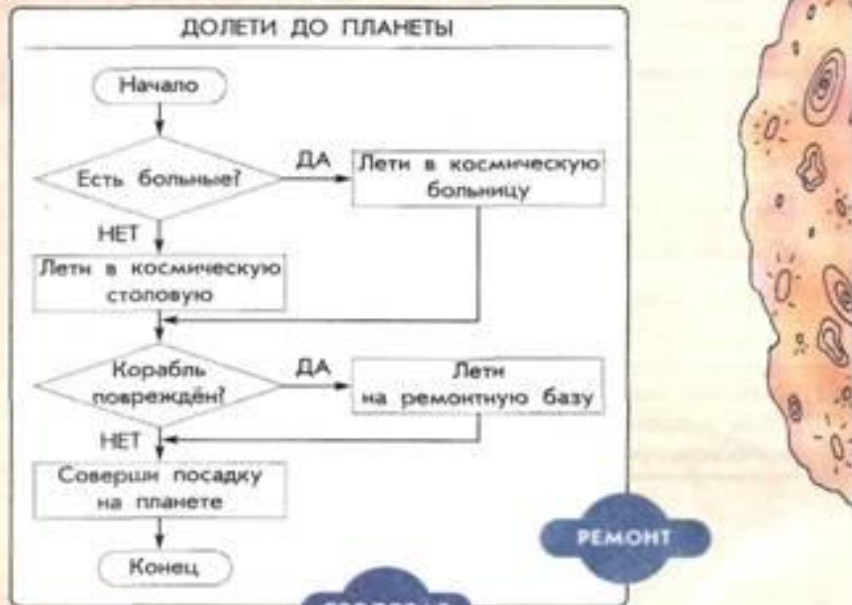 ДОЛЕТИ ДО ПЛАНЕТЫ
Начало
Есть больные?
ДА
Лети в космическую
больницу
НЕТ
Лети в космическую
столовую
Корабль
повреждён?
ДА
Лети
на ремонтную базу
НЕТ
Соверши посадку
на планете
Конец
РЕМОНТ